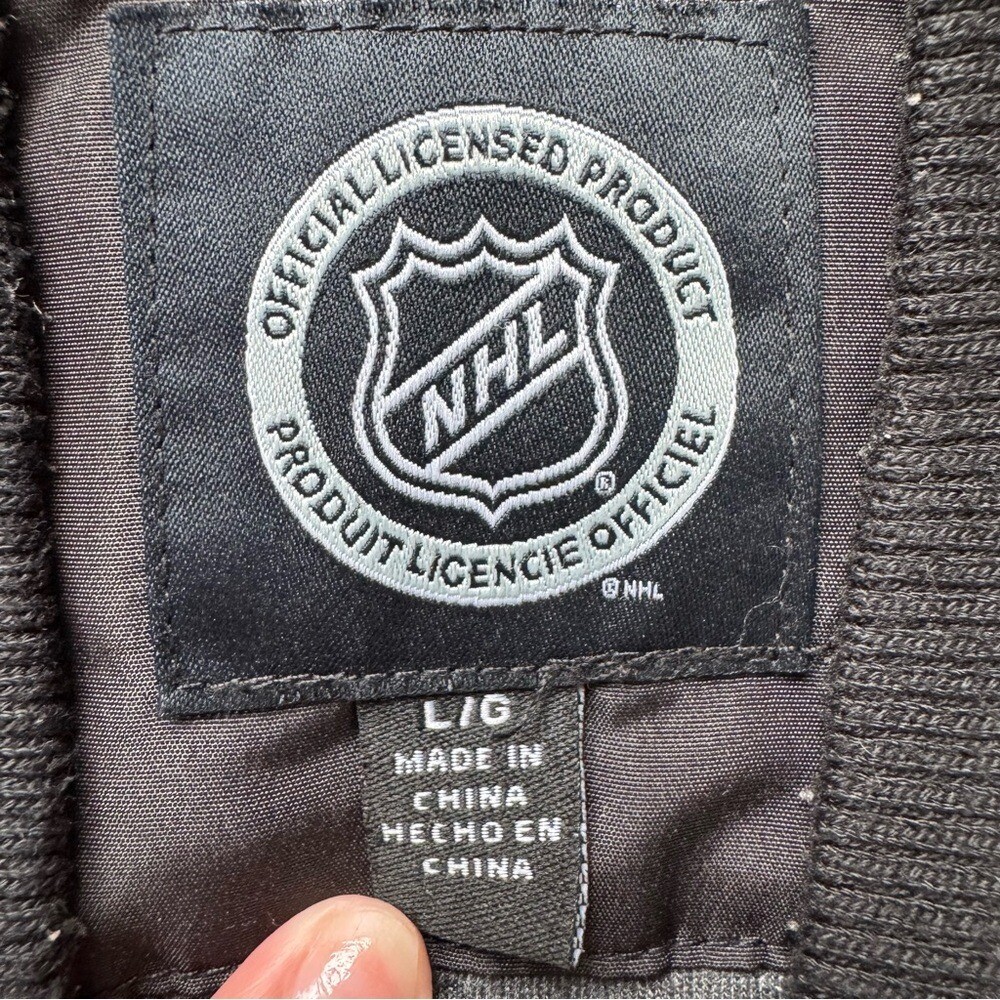 OFFICIAL LICENSED PRODUCT
NHL
®
PRODUIT LICENCIE OFFICIEL
© NHL
L/G
MADE IN
CHINA
HECHO EN
CHINA